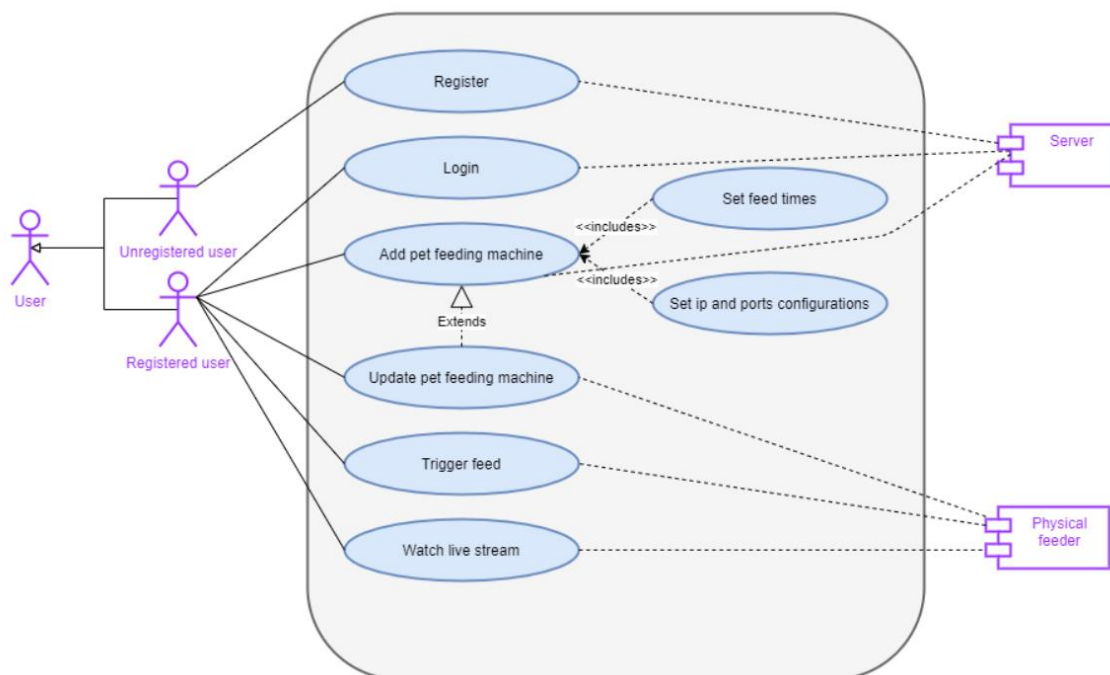 Register
Server
Login
Set feed times
<<includes>>
Unregistered user
Add pet feeding machine
<<includes>>
User
Set ip and ports configurations
Extends
Registered user
Update pet feeding machine
Trigger feed
Physical
feeder
Watch live stream